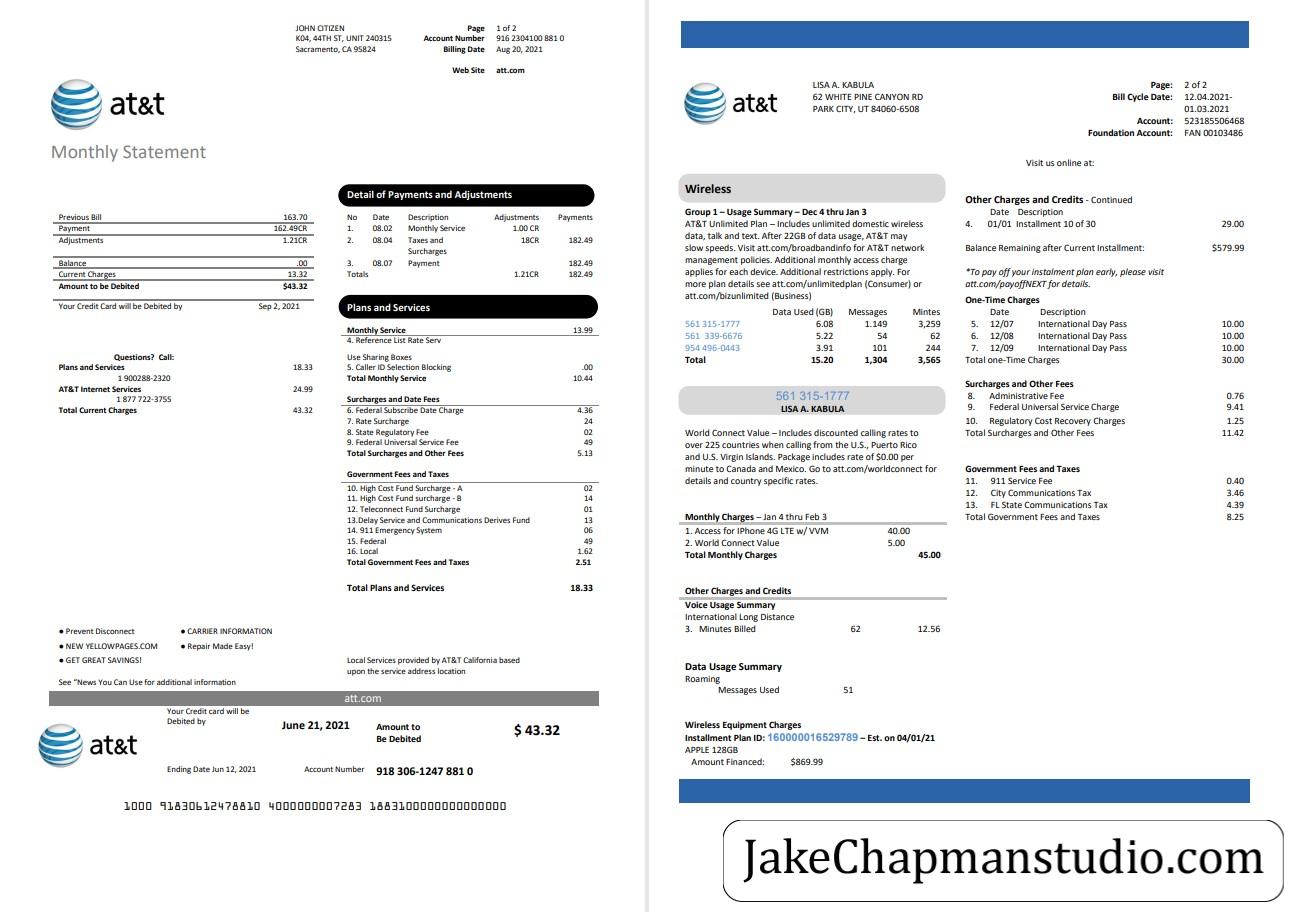 JOHN CITIZEN
K04, 44TH ST, UNIT 240315
Sacramento, CA 95824
Page 1 of 2
Account Number 916 2304100 881 0
Billing Date Aug 20, 2021
Web Site att.com
at&t
Monthly Statement
Previous Bill 163.70
Payment 162.49CR
Adjustments 1.21CR
Balance .00
Current Charges 13.32
Amount to be Debited $43.32
Your Credit Card will be Debited by Sep 2, 2021
Questions? Call:
Plans and Services 18.33
1 900288-2320
AT&T Internet Services 24.99
1 877 722-3755
Total Current Charges 43.32
Detail of Payments and Adjustments
No Date Description Adjustments Payments
1. 08.02 Monthly Service 1.00 CR
2. 08.04 Taxes and 18CR 182.49
Surcharges
3. 08.07 Payment 182.49
Totals 1.21CR 182.49
Plans and Services
Monthly Service 13.99
4. Reference List Rate Serv
Use Sharing Boxes
5. Caller ID Selection Blocking .00
Total Monthly Service 10.44
Surcharges and Date Fees
6. Federal Subscribe Date Charge 4.36
7. Rate Surcharge 24
8. State Regulatory Fee 02
9. Federal Universal Service Fee 49
Total Surcharges and Other Fees 5.13
Government Fees and Taxes
10. High Cost Fund Surcharge - A 02
11. High Cost Fund surcharge - B 14
12. Teleconnect Fund Surcharge 01
13.Delay Service and Communications Derives Fund 13
14. 911 Emergency System 06
15. Federal 49
16. Local 1.62
Total Government Fees and Taxes 2.51
Total Plans and Services 18.33
● Prevent Disconnect ● CARRIER INFORMATION
● NEW YELLOWPAGES.COM ● Repair Made Easy!
● GET GREAT SAVINGS!
See "News You Can Use for additional information
Local Services provided by AT&T California based
upon the service address location
att.com
at&t
Your Credit card will be
Debited by
June 21, 2021
Amount to
Be Debited
$ 43.32
Ending Date Jun 12, 2021 Account Number 918 306-1247 881 0
1000 91830612478810 4000000007283 18831000000000000000
at&t
LISA A. KABULA
62 WHITE PINE CANYON RD
PARK CITY, UT 84060-6508
Page: 2 of 2
Bill Cycle Date: 12.04.2021-
01.03.2021
Account: 523185506468
Foundation Account: FAN 00103486
Visit us online at:
Wireless
Group 1 – Usage Summary – Dec 4 thru Jan 3
AT&T Unlimited Plan – Includes unlimited domestic wireless
data, talk and text. After 22GB of data usage, AT&T may
slow speeds. Visit att.com/broadbandinfo for AT&T network
management policies. Additional monthly access charge
applies for each device. Additional restrictions apply. For
more plan details see att.com/unlimitedplan (Consumer) or
att.com/bizunlimited (Business)
Data Used (GB) Messages Mintes
561 315-1777 6.08 1.149 3,259
561 339-6676 5.22 54 62
954 496-0443 3.91 101 244
Total 15.20 1,304 3,565
561 315-1777
LISA A. KABULA
World Connect Value – Includes discounted calling rates to
over 225 countries when calling from the U.S., Puerto Rico
and U.S. Virgin Islands. Package includes rate of $0.00 per
minute to Canada and Mexico. Go to att.com/worldconnect for
details and country specific rates.
Monthly Charges – Jan 4 thru Feb 3
1. Access for IPhone 4G LTE w/ VVM 40.00
2. World Connect Value 5.00
Total Monthly Charges 45.00
Other Charges and Credits
Voice Usage Summary
International Long Distance
3. Minutes Billed 62 12.56
Data Usage Summary
Roaming
Messages Used 51
Wireless Equipment Charges
Installment Plan ID: 160000016529789 – Est. on 04/01/21
APPLE 128GB
Amount Financed: $869.99
Other Charges and Credits - Continued
Date Description
4. 01/01 Installment 10 of 30 29.00
Balance Remaining after Current Installment: $579.99
*To pay off your instalment plan early, please visit
att.com/payoffNEXT for details.
One-Time Charges
Date Description
5. 12/07 International Day Pass 10.00
6. 12/08 International Day Pass 10.00
7. 12/09 International Day Pass 10.00
Total one-Time Charges 30.00
Surcharges and Other Fees
8. Administrative Fee 0.76
9. Federal Universal Service Charge 9.41
10. Regulatory Cost Recovery Charges 1.25
Total Surcharges and Other Fees 11.42
Government Fees and Taxes
11. 911 Service Fee 0.40
12. City Communications Tax 3.46
13. FL State Communications Tax 4.39
Total Government Fees and Taxes 8.25
JakeChapmanstudio.com